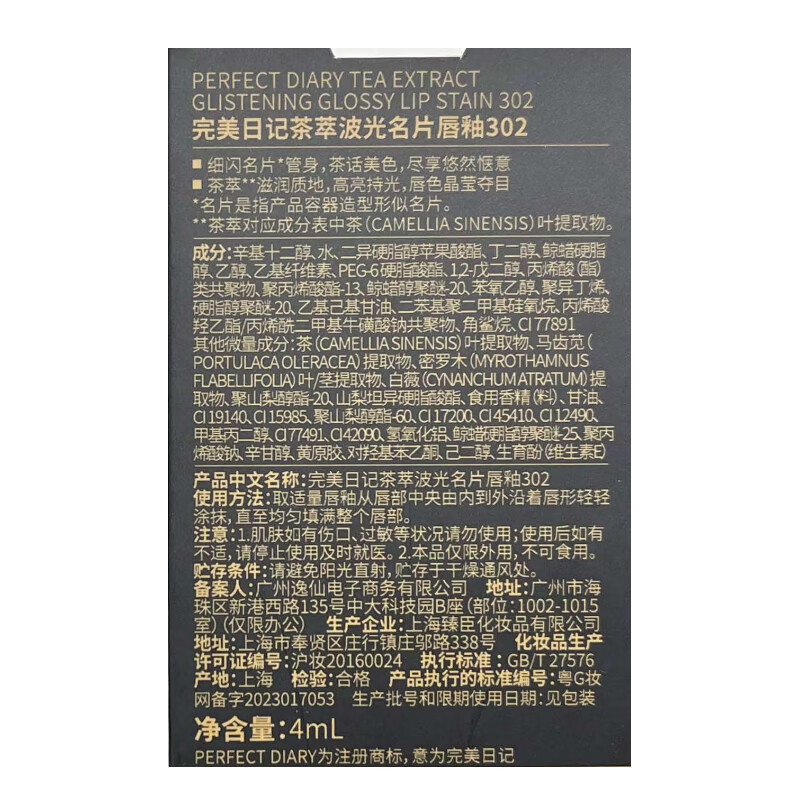 PERFECT DIARY TEA EXTRACT
GLISTENING GLOSSY LIP STAIN 302
完美日记茶萃波光名片唇釉302
■ 细闪名片*管身,茶话美色,尽享悠然惬意
■ 茶萃**滋润质地,高亮持光,唇色晶宝夺目
*名片是指产品容器造型形似名片。
**茶萃对应成分表中茶(CAMELLIA SINENSIS)叶提取物。
成分:辛基十二醇、水、二异硬脂醇苹果酸酯、丁二醇、鲸蜡硬脂
醇、乙醇、乙基纤维素、PEG-6硬脂酸酯、1,2-戊二醇、丙烯酸(酯)
类共聚物、聚丙烯酸酯-13、鲸蜡醇聚醚-20、苯氧乙醇、聚异丁烯、
硬脂醇聚醚-20、乙基己基甘油、二苯基聚二甲基硅氧烷、丙烯酸
羟乙酯/丙烯酰二甲基牛磺酸钠共聚物、角鲨烷、CI 77891
其他微量成分:茶(CAMELLIA SINENSIS)叶提取物、马齿苋(
PORTULACA OLERACEA)提取物、密罗木(MYROTHAMNUS
FLABELLIFOLIA)叶/茎提取物、白薇(CYNANCHUM ATRATUM)提
取物、聚山梨醇酯-20、山梨坦异硬脂酸酯、食用香精(料)、甘油、
CI 19140、CI 15985、聚山梨醇酯-60、CI 17200、CI 45410、CI 12490、
甲基丙二醇、CI 77491、CI 42090、氢氧化铝、鲸蜡硬脂醇聚醚-25、聚丙
烯酸钠、辛甘醇、黄原胶、对羟基苯乙酮、己二醇、生育酚(维生素E)
产品中文名称:完美日记茶萃波光名片唇釉302
使用方法:取适量唇釉从唇部中央由内到外沿着唇形轻轻
涂抹,直至均匀填满整个唇部。
注意:1.肌肤如有伤口、过敏等状况请勿使用;使用后如有
不适,请停止使用及时就医。2.本品仅限外用,不可食用。
贮存条件:请避免阳光直射,贮存于干燥通风处。
备案人:广州逸仙电子商务有限公司 地址:广州市海
珠区新港西路135号中大科技园B座(部位:1002-1015
室)(仅限办公) 生产企业:上海臻臣化妆品有限公司
地址:上海市奉贤区庄行镇庄邬路338号 化妆品生产
许可证编号:沪妆20160024 执行标准:GB/T 27576
产地:上海 检验:合格 产品执行的标准编号:粤G妆
网备字2023017053 生产批号和限期使用日期:见包装
净含量:4mL
PERFECT DIARY为注册商标,意为完美日记